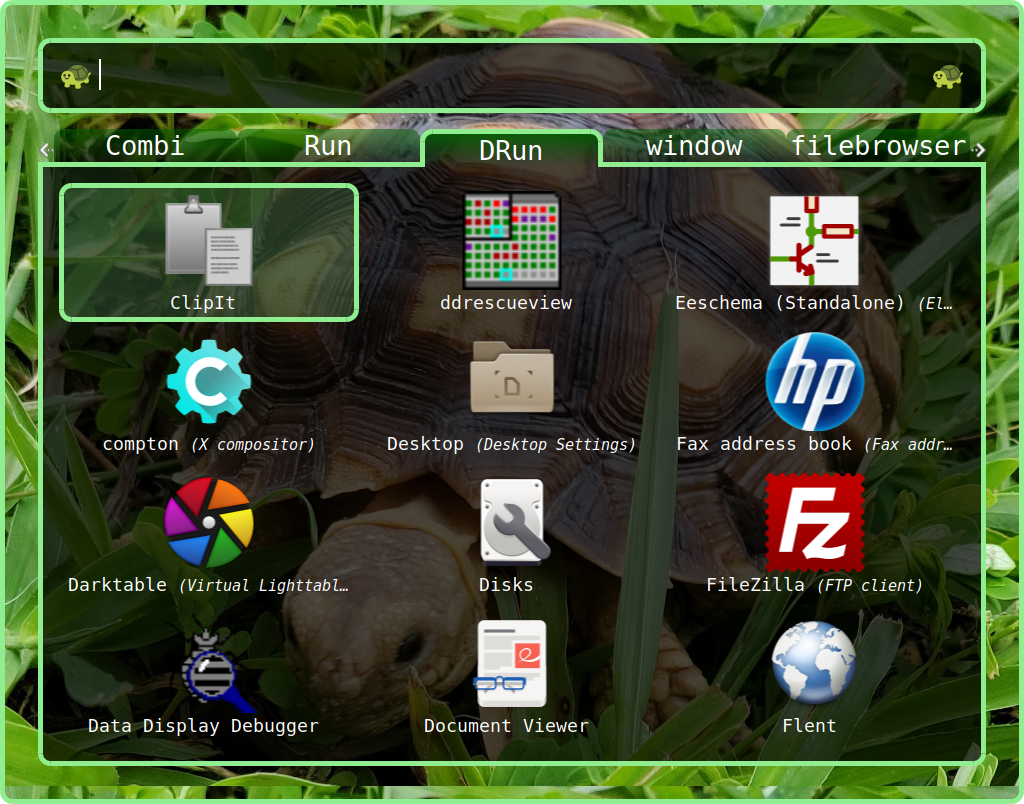 Combi Run DRun window filebrowser
ClipIt ddrescueview Eeschema (Standalone) (El…
compton (X compositor) Desktop (Desktop Settings) Fax address book (Fax addr…
Darktable (Virtual Lighttabl… Disks FileZilla (FTP client)
Data Display Debugger Document Viewer Flent